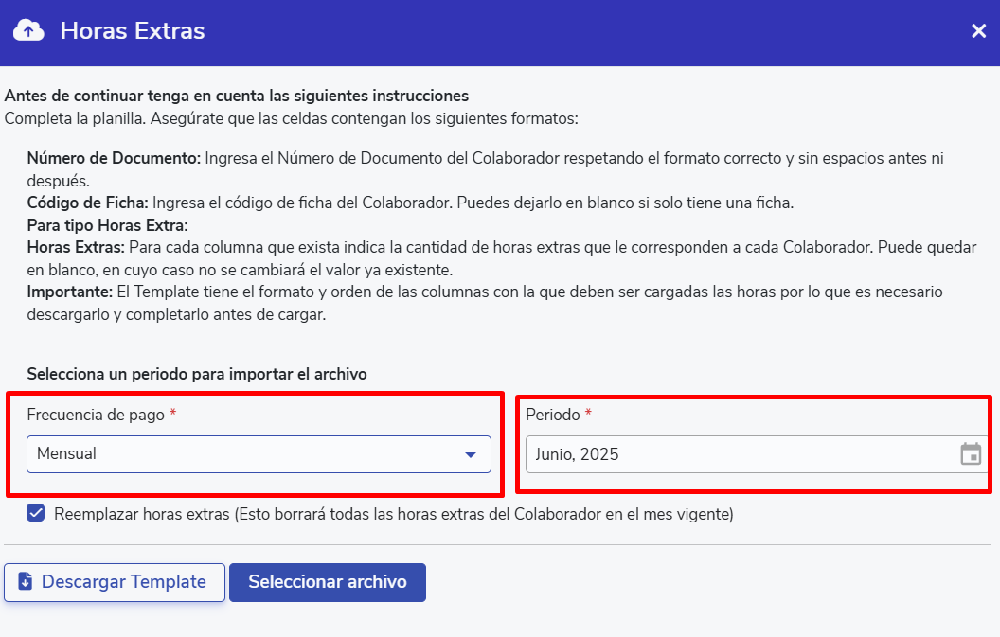 Horas Extras
Antes de continuar tenga en cuenta las siguientes instrucciones
Completa la planilla. Asegúrate que las celdas contengan los siguientes formatos:
Número de Documento: Ingresa el Número de Documento del Colaborador respetando el formato correcto y sin espacios antes ni
después.
Código de Ficha: Ingresa el código de ficha del Colaborador. Puedes dejarlo en blanco si solo tiene una ficha.
Para tipo Horas Extra:
Horas Extras: Para cada columna que exista indica la cantidad de horas extras que le corresponden a cada Colaborador. Puede quedar
en blanco, en cuyo caso no se cambiará el valor ya existente.
Importante: El Template tiene el formato y orden de las columnas con la que deben ser cargadas las horas por lo que es necesario
descargarlo y completarlo antes de cargar.
Selecciona un periodo para importar el archivo
Frecuencia de pago *
Periodo *
Mensual
Junio, 2025
Reemplazar horas extras (Esto borrará todas las horas extras del Colaborador en el mes vigente)
Descargar Template
Seleccionar archivo